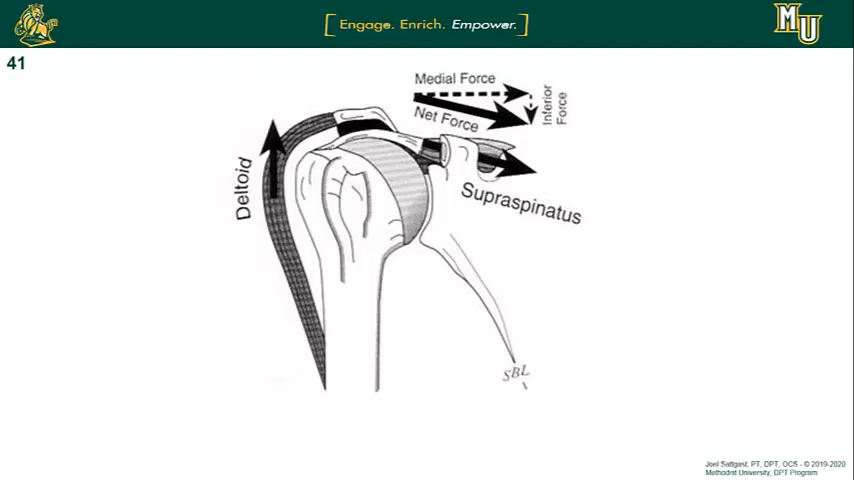 [ Engage. Enrich. Empower. ]
MU
41
Medial Force
Net Force
Inferior
Force
Deltoid
Supraspinatus
SBL
Joel Sattgast, PT, DPT, OCS - © 2019-2020
Methodist University, DPT Program